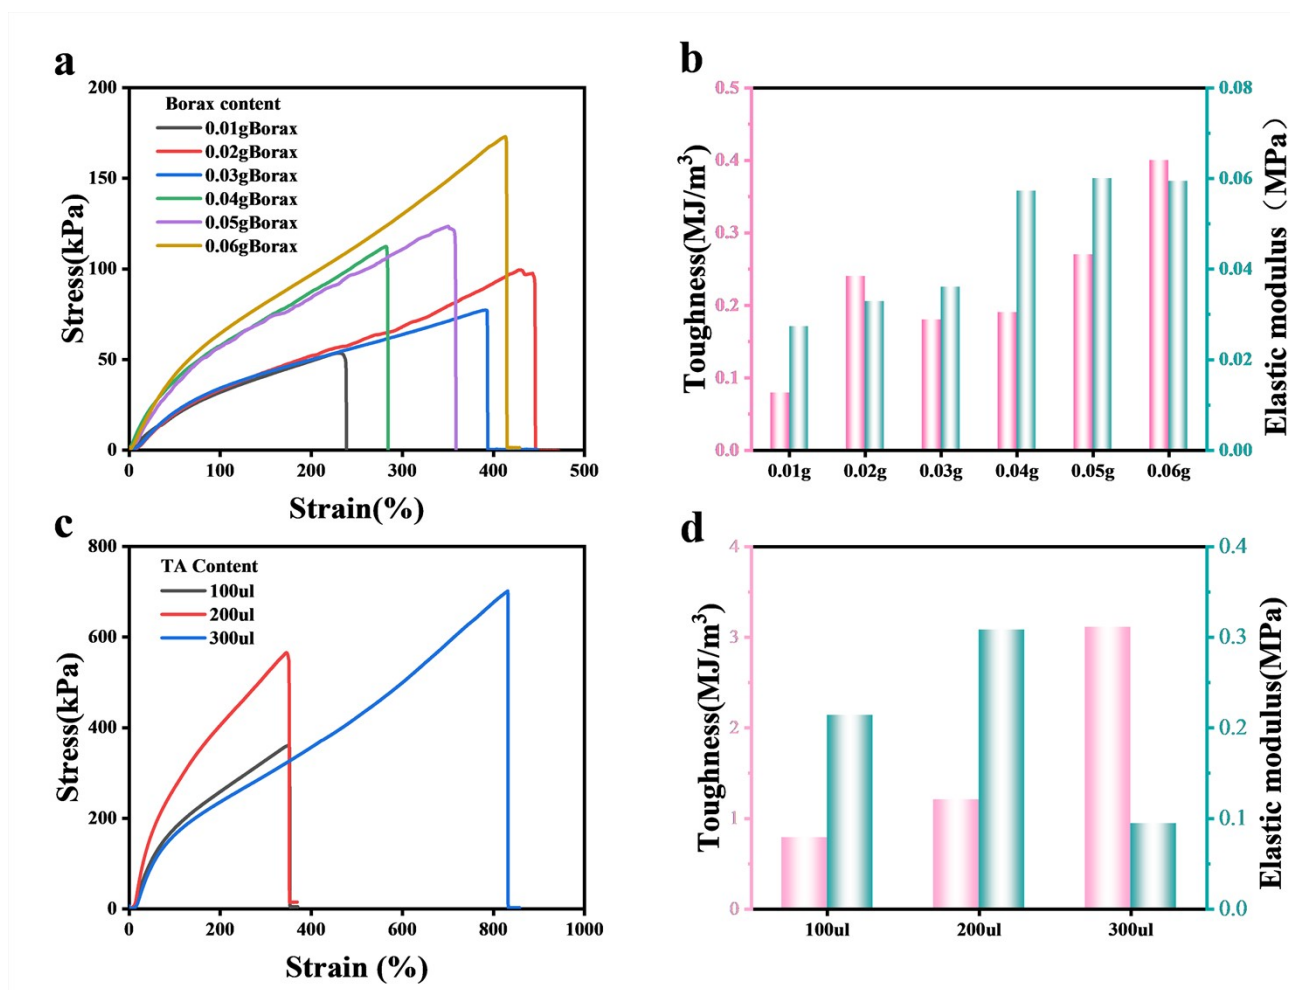 a
200
150
100
50
0
Stress(kPa)
Borax content
0.01gBorax
0.02gBorax
0.03gBorax
0.04gBorax
0.05gBorax
0.06gBorax
0 100 200 300 400 500
Strain(%)
b
0.5
0.4
0.3
0.2
0.1
0.0
Toughness(MJ/m³)
0.08
0.06
0.04
0.02
0.00
Elastic modulus（MPa）
0.01g 0.02g 0.03g 0.04g 0.05g 0.06g
c
800
600
400
200
0
Stress(kPa)
TA Content
100ul
200ul
300ul
0 200 400 600 800 1000
Strain (%)
d
4
3
2
1
0
Toughness(MJ/m³)
0.4
0.3
0.2
0.1
0.0
Elastic modulus(MPa)
100ul 200ul 300ul